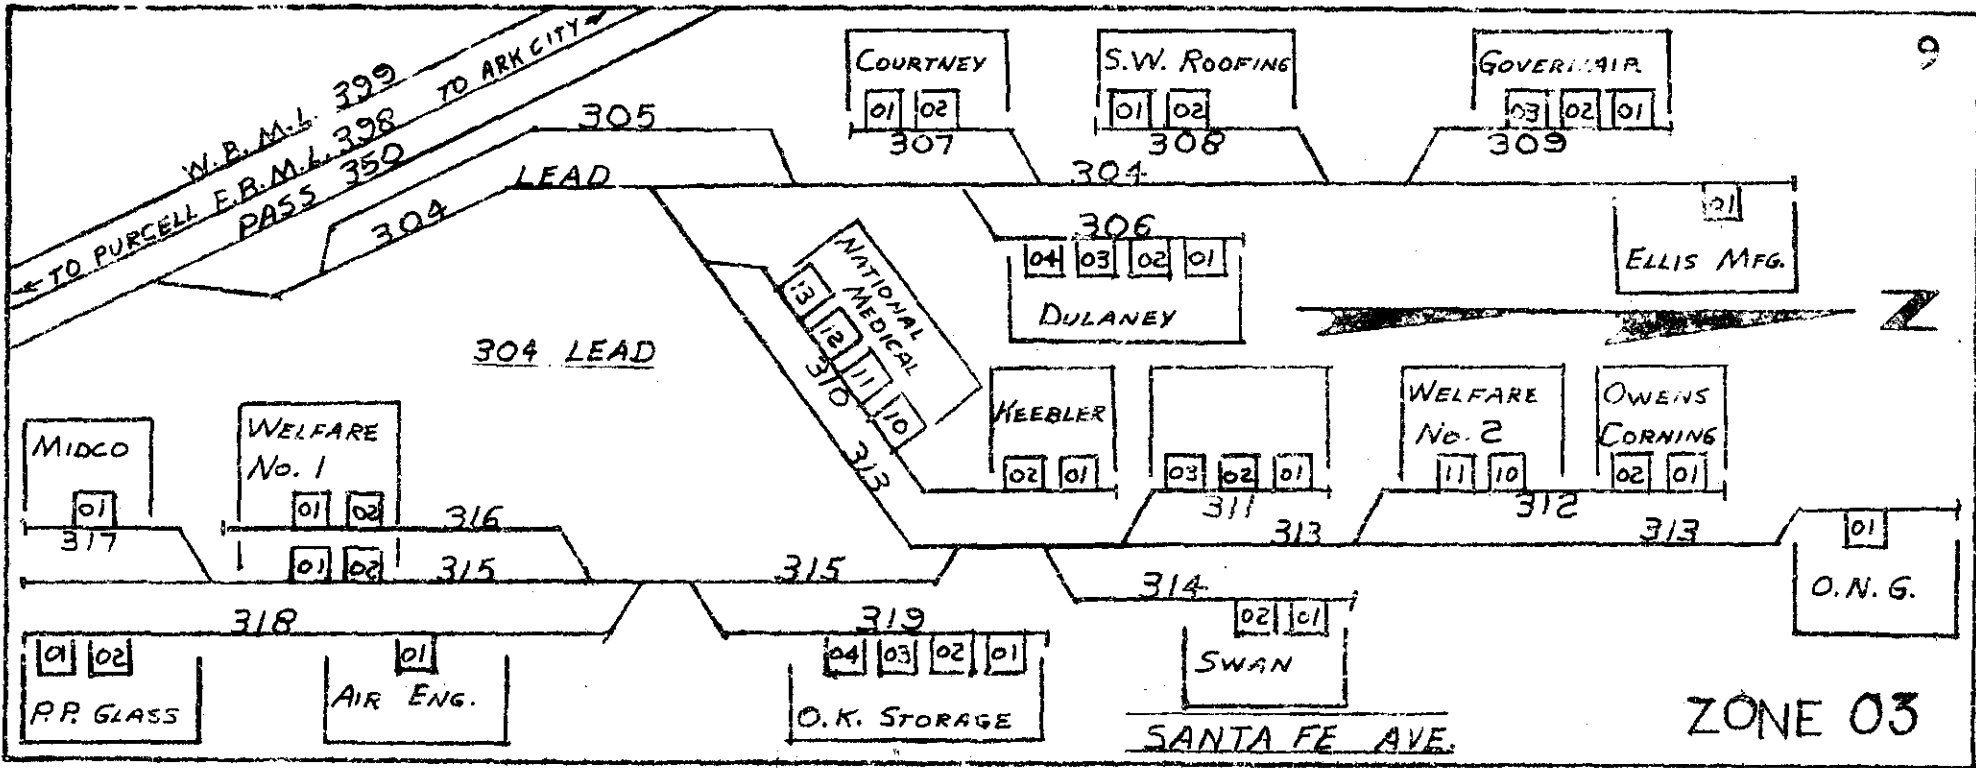 9
W.B. M.L. 399
← TO PURCELL E.B. M.L. 398 TO ARK CITY →
PASS 350
304
LEAD
305
COURTNEY
01 02
307
S.W. ROOFING
01 02
308
03 02 01
309
304
306
04 03 02 01
DULANEY
01
ELLIS MFG.
N
NATIONAL
MEDICAL
13 12 11 10
310
313
304 LEAD
MIDCO
01
317
WELFARE
No. 1
01 02
316
01 02
315
315
KEEBLER
02 01
03 02 01
311
WELFARE
No. 2
11 10
312
OWENS
CORNING
02 01
313
313
01
O.N.G.
318
01 02
P.P. GLASS
01
AIR ENG.
319
04 03 02 01
O.K. STORAGE
314
02 01
SWAN
SANTA FE AVE.
ZONE 03